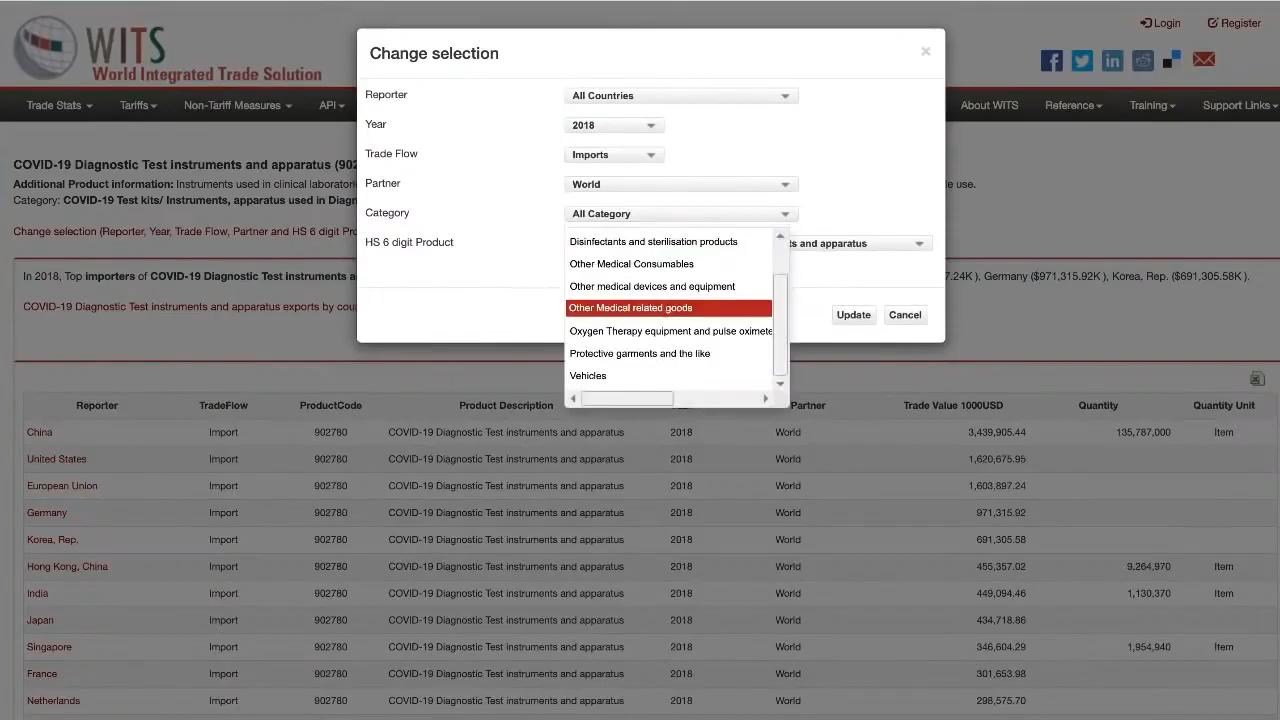 WITS
World Integrated Trade Solution
Login
Register
Trade Stats
Tariffs
Non-Tariff Measures
API
About WITS
Reference
Training
Support Links
Change selection
×
Reporter
All Countries
Year
2018
Trade Flow
Imports
Partner
World
Category
All Category
HS 6 digit Product
ts and apparatus
Disinfectants and sterilisation products
Other Medical Consumables
Other medical devices and equipment
Other Medical related goods
Oxygen Therapy equipment and pulse oximete
Protective garments and the like
Vehicles
Update
Cancel
COVID-19 Diagnostic Test instruments and apparatus (902
Additional Product information: Instruments used in clinical laboratori
le use.
Category: COVID-19 Test kits/ Instruments, apparatus used in Diagn
Change selection (Reporter, Year, Trade Flow, Partner and HS 6 digit Pr
In 2018, Top importers of COVID-19 Diagnostic Test instruments a
7.24K ), Germany ($971,315.92K ), Korea, Rep. ($691,305.58K ).
COVID-19 Diagnostic Test instruments and apparatus exports by cou
Reporter TradeFlow ProductCode Product Description Partner Trade Value 1000USD Quantity Quantity Unit
China Import 902780 COVID-19 Diagnostic Test instruments and apparatus 2018 World 3,439,905.44 135,787,000 Item
United States Import 902780 COVID-19 Diagnostic Test instruments and apparatus 2018 World 1,620,675.95
European Union Import 902780 COVID-19 Diagnostic Test instruments and apparatus 2018 World 1,603,897.24
Germany Import 902780 COVID-19 Diagnostic Test instruments and apparatus 2018 World 971,315.92
Korea, Rep. Import 902780 COVID-19 Diagnostic Test instruments and apparatus 2018 World 691,305.58
Hong Kong, China Import 902780 COVID-19 Diagnostic Test instruments and apparatus 2018 World 455,357.02 9,264,970 Item
India Import 902780 COVID-19 Diagnostic Test instruments and apparatus 2018 World 449,094.46 1,130,370 Item
Japan Import 902780 COVID-19 Diagnostic Test instruments and apparatus 2018 World 434,718.86
Singapore Import 902780 COVID-19 Diagnostic Test instruments and apparatus 2018 World 346,604.29 1,954,940 Item
France Import 902780 COVID-19 Diagnostic Test instruments and apparatus 2018 World 301,653.98
Netherlands Import 902780 COVID-19 Diagnostic Test instruments and apparatus 2018 World 298,575.70